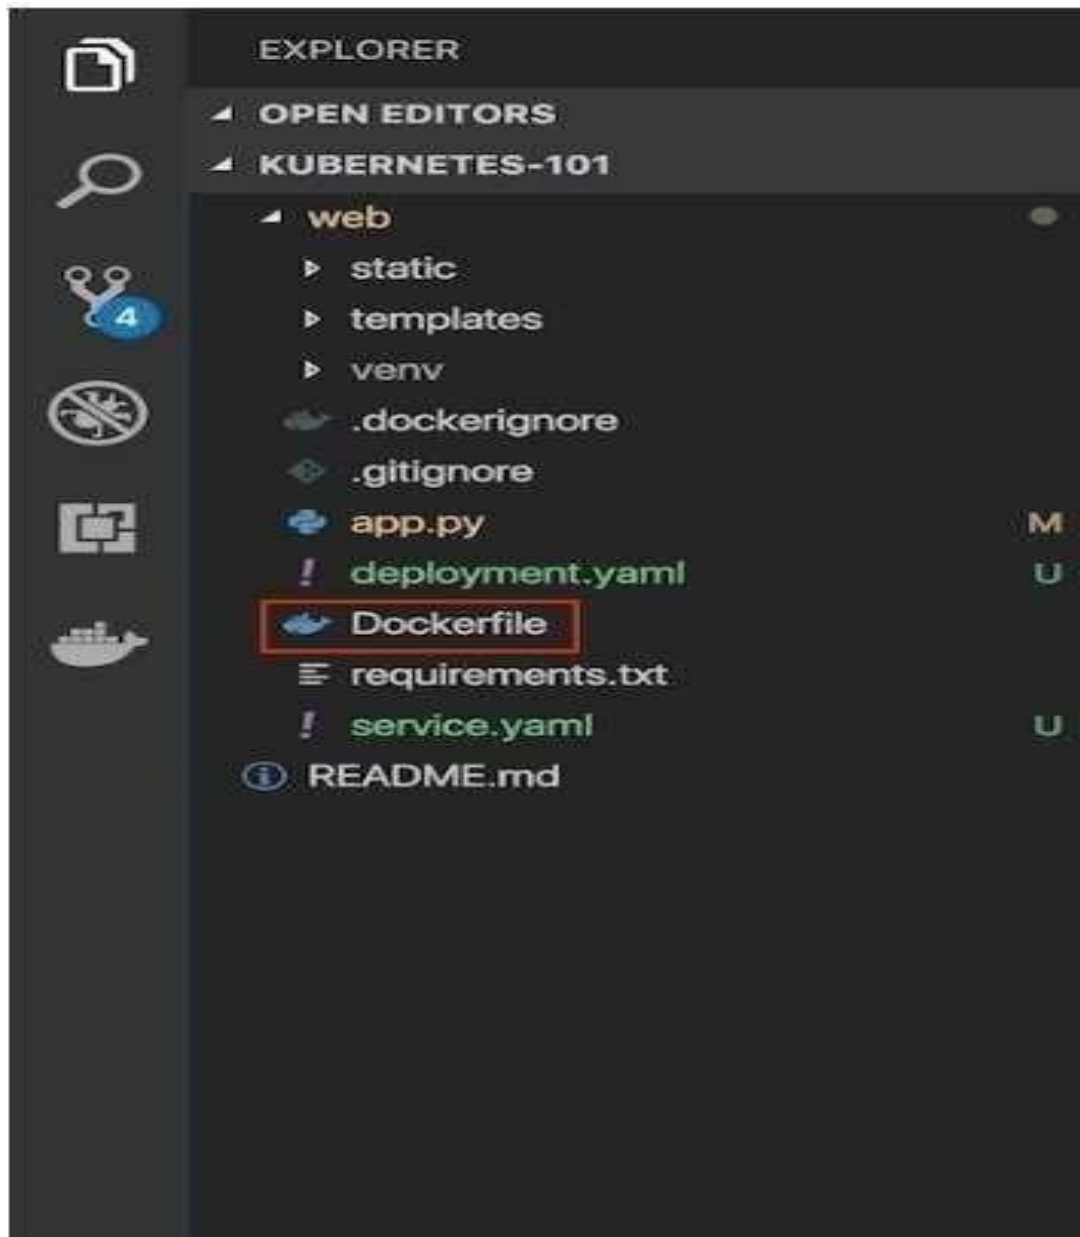 EXPLORER
OPEN EDITORS
KUBERNETES-101
web
static
templates
4
venv
.dockerignore
.gitignore
app.py M
deployment.yaml U
Dockerfile
requirements.txt
service.yaml U
README.md